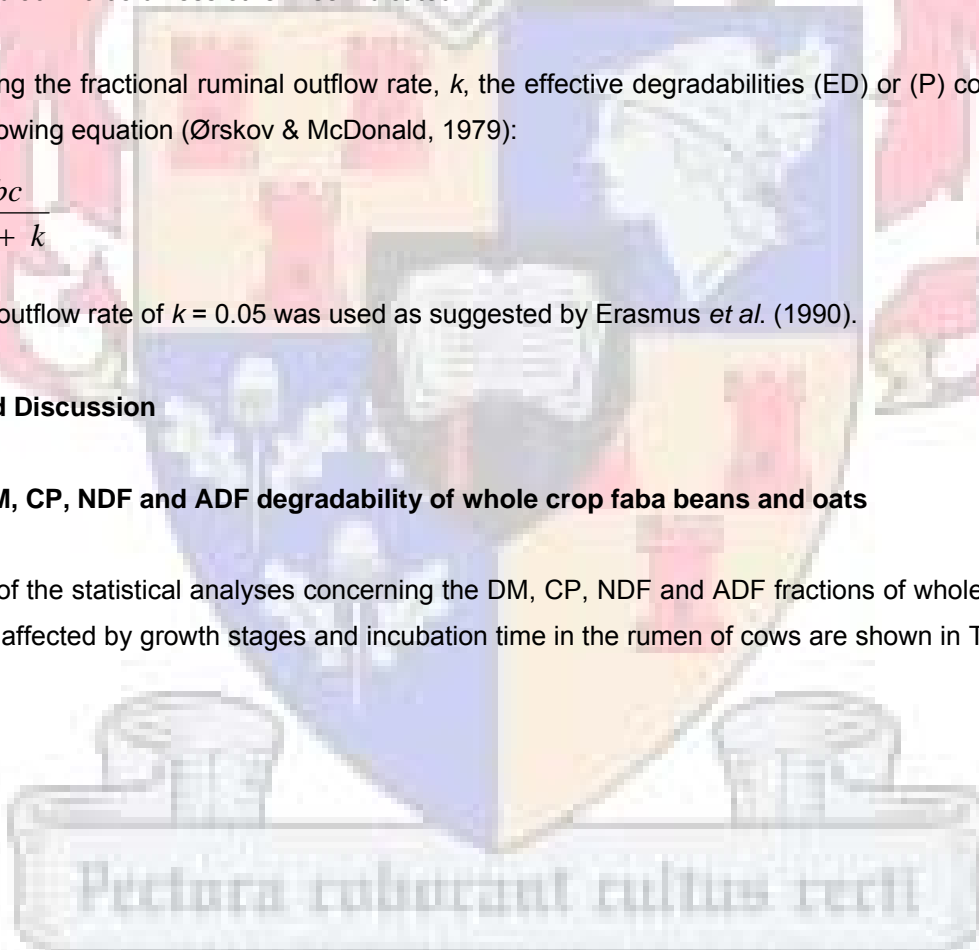 ng the fractional ruminal outflow rate, k, the effective degradabilities (ED) or (P) co
owing equation (Ørskov & McDonald, 1979):
bc
+ k
outflow rate of k = 0.05 was used as suggested by Erasmus et al. (1990).
d Discussion
M, CP, NDF and ADF degradability of whole crop faba beans and oats
of the statistical analyses concerning the DM, CP, NDF and ADF fractions of whole
affected by growth stages and incubation time in the rumen of cows are shown in T
Pectora roborant cultus recti